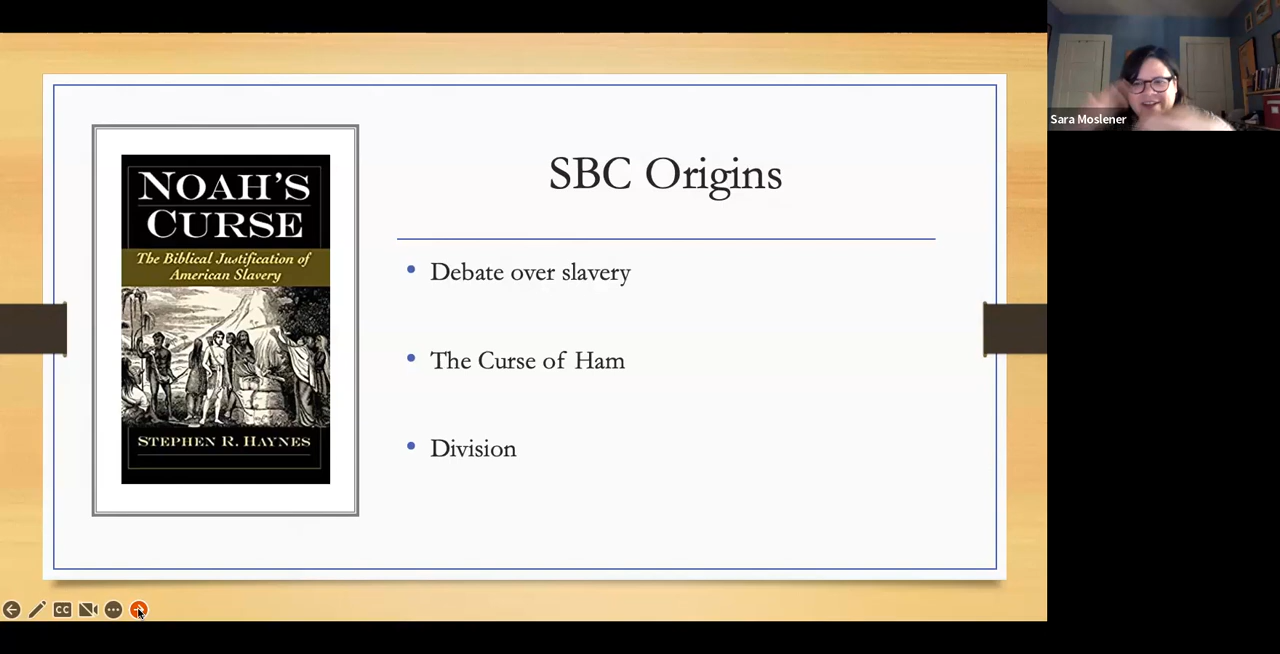 NOAH'S
CURSE
The Biblical Justification of
American Slavery
STEPHEN R. HAYNES
SBC Origins
• Debate over slavery
• The Curse of Ham
• Division
Sara Moslener
CC